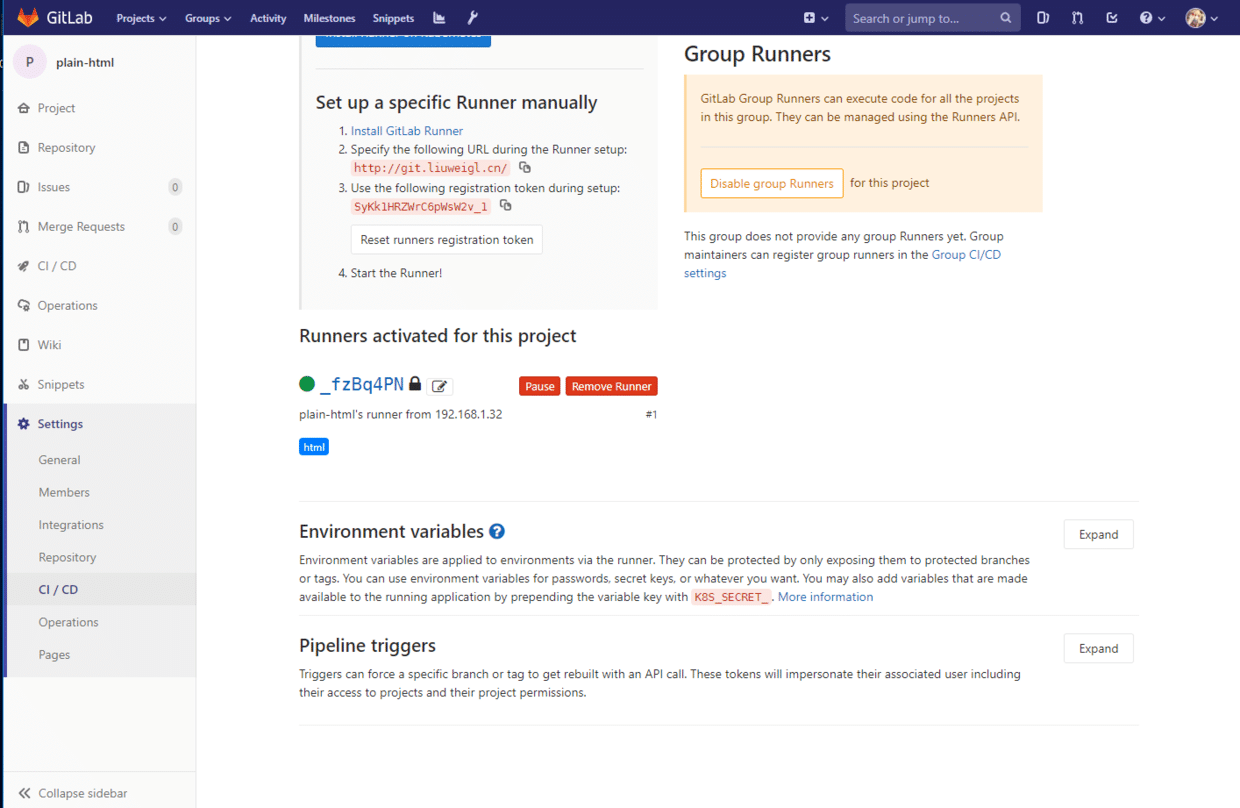 GitLab Projects Groups Activity Milestones Snippets Search or jump to...
P plain-html
Project
Repository
Issues 0
Merge Requests 0
CI / CD
Operations
Wiki
Snippets
Settings
General
Members
Integrations
Repository
CI / CD
Operations
Pages
Collapse sidebar
Set up a specific Runner manually
1. Install GitLab Runner
2. Specify the following URL during the Runner setup:
http://git.liuweigl.cn/
3. Use the following registration token during setup:
SyKk1HRZWrC6pWsW2v_1
Reset runners registration token
4. Start the Runner!
Group Runners
GitLab Group Runners can execute code for all the projects
in this group. They can be managed using the Runners API.
Disable group Runners for this project
This group does not provide any group Runners yet. Group
maintainers can register group runners in the Group CI/CD
settings
Runners activated for this project
_fzBq4PN Pause Remove Runner
plain-html's runner from 192.168.1.32 #1
html
Environment variables ? Expand
Environment variables are applied to environments via the runner. They can be protected by only exposing them to protected branches
or tags. You can use environment variables for passwords, secret keys, or whatever you want. You may also add variables that are made
available to the running application by prepending the variable key with K8S_SECRET_. More information
Pipeline triggers Expand
Triggers can force a specific branch or tag to get rebuilt with an API call. These tokens will impersonate their associated user including
their access to projects and their project permissions.